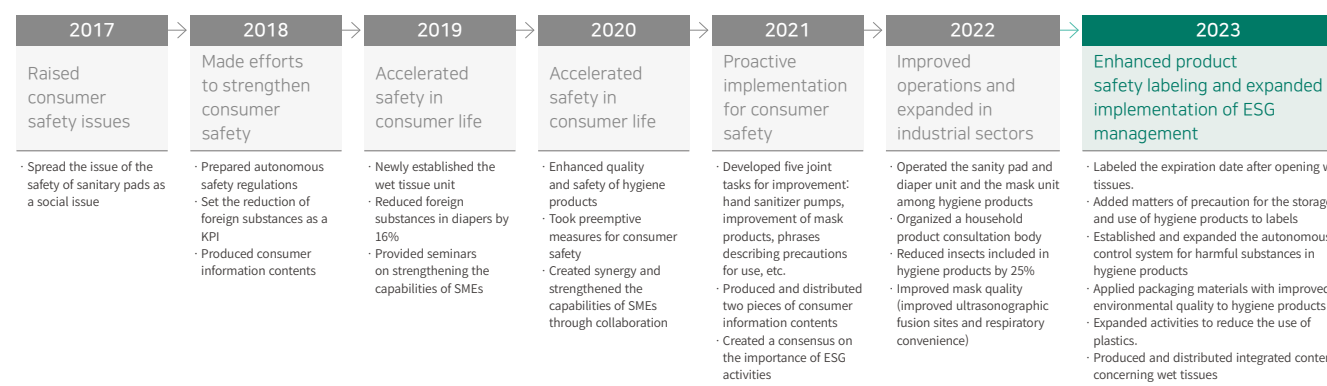 2017
Raised
consumer
safety issues
· Spread the issue of the
safety of sanitary pads as
a social issue
2018
Made efforts
to strengthen
consumer
safety
· Prepared autonomous
safety regulations
· Set the reduction of
foreign substances as a
KPI
· Produced consumer
information contents
2019
Accelerated
safety in
consumer life
· Newly established the
wet tissue unit
· Reduced foreign
substances in diapers by
16%
· Provided seminars
on strengthening the
capabilities of SMEs
2020
Accelerated
safety in
consumer life
· Enhanced quality
and safety of hygiene
products
· Took preemptive
measures for consumer
safety
· Created synergy and
strengthened the
capabilities of SMEs
through collaboration
2021
Proactive
implementation
for consumer
safety
· Developed five joint
tasks for improvement:
hand sanitizer pumps,
improvement of mask
products, phrases
describing precautions
for use, etc.
· Produced and distributed
two pieces of consumer
information contents
· Created a consensus on
the importance of ESG
activities
2022
Improved
operations and
expanded in
industrial sectors
· Operated the sanity pad and
diaper unit and the mask unit
among hygiene products
· Organized a household
product consultation body
· Reduced insects included in
hygiene products by 25%
· Improved mask quality
(improved ultrasonographic
fusion sites and respiratory
convenience)
2023
Enhanced product
safety labeling and expanded
implementation of ESG
management
· Labeled the expiration date after opening
tissues.
· Added matters of precaution for the
and use of hygiene products to labels
· Established and expanded the autonomous
control system for harmful substances in
hygiene products
· Applied packaging materials with improved
environmental quality to hygiene products
· Expanded activities to reduce the use of
plastics.
· Produced and distributed integrated
concerning wet tissues